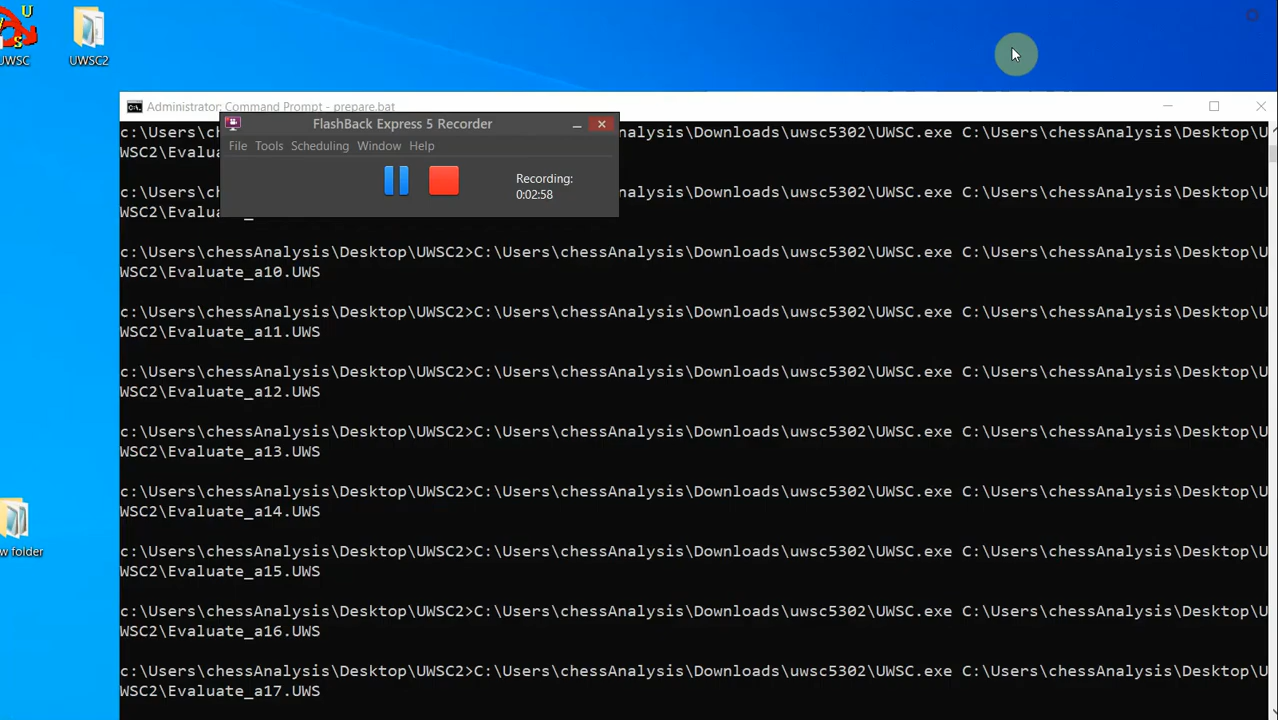 U
S
UWSC
UWSC2
Administrator: Command Prompt - prepare.bat
FlashBack Express 5 Recorder
File Tools Scheduling Window Help
Recording:
0:02:58
c:\Users\chessAnalysis\Downloads\uwsc5302\UWSC.exe C:\Users\chessAnalysis\Desktop\U
WSC2\Evalua
c:\Users\chessAnalysis\Downloads\uwsc5302\UWSC.exe C:\Users\chessAnalysis\Desktop\U
WSC2\Evalua
c:\Users\chessAnalysis\Desktop\UWSC2>C:\Users\chessAnalysis\Downloads\uwsc5302\UWSC.exe C:\Users\chessAnalysis\Desktop\U
WSC2\Evaluate_a10.UWS
c:\Users\chessAnalysis\Desktop\UWSC2>C:\Users\chessAnalysis\Downloads\uwsc5302\UWSC.exe C:\Users\chessAnalysis\Desktop\U
WSC2\Evaluate_a11.UWS
c:\Users\chessAnalysis\Desktop\UWSC2>C:\Users\chessAnalysis\Downloads\uwsc5302\UWSC.exe C:\Users\chessAnalysis\Desktop\U
WSC2\Evaluate_a12.UWS
c:\Users\chessAnalysis\Desktop\UWSC2>C:\Users\chessAnalysis\Downloads\uwsc5302\UWSC.exe C:\Users\chessAnalysis\Desktop\U
WSC2\Evaluate_a13.UWS
c:\Users\chessAnalysis\Desktop\UWSC2>C:\Users\chessAnalysis\Downloads\uwsc5302\UWSC.exe C:\Users\chessAnalysis\Desktop\U
WSC2\Evaluate_a14.UWS
w folder
c:\Users\chessAnalysis\Desktop\UWSC2>C:\Users\chessAnalysis\Downloads\uwsc5302\UWSC.exe C:\Users\chessAnalysis\Desktop\U
WSC2\Evaluate_a15.UWS
c:\Users\chessAnalysis\Desktop\UWSC2>C:\Users\chessAnalysis\Downloads\uwsc5302\UWSC.exe C:\Users\chessAnalysis\Desktop\U
WSC2\Evaluate_a16.UWS
c:\Users\chessAnalysis\Desktop\UWSC2>C:\Users\chessAnalysis\Downloads\uwsc5302\UWSC.exe C:\Users\chessAnalysis\Desktop\U
WSC2\Evaluate_a17.UWS